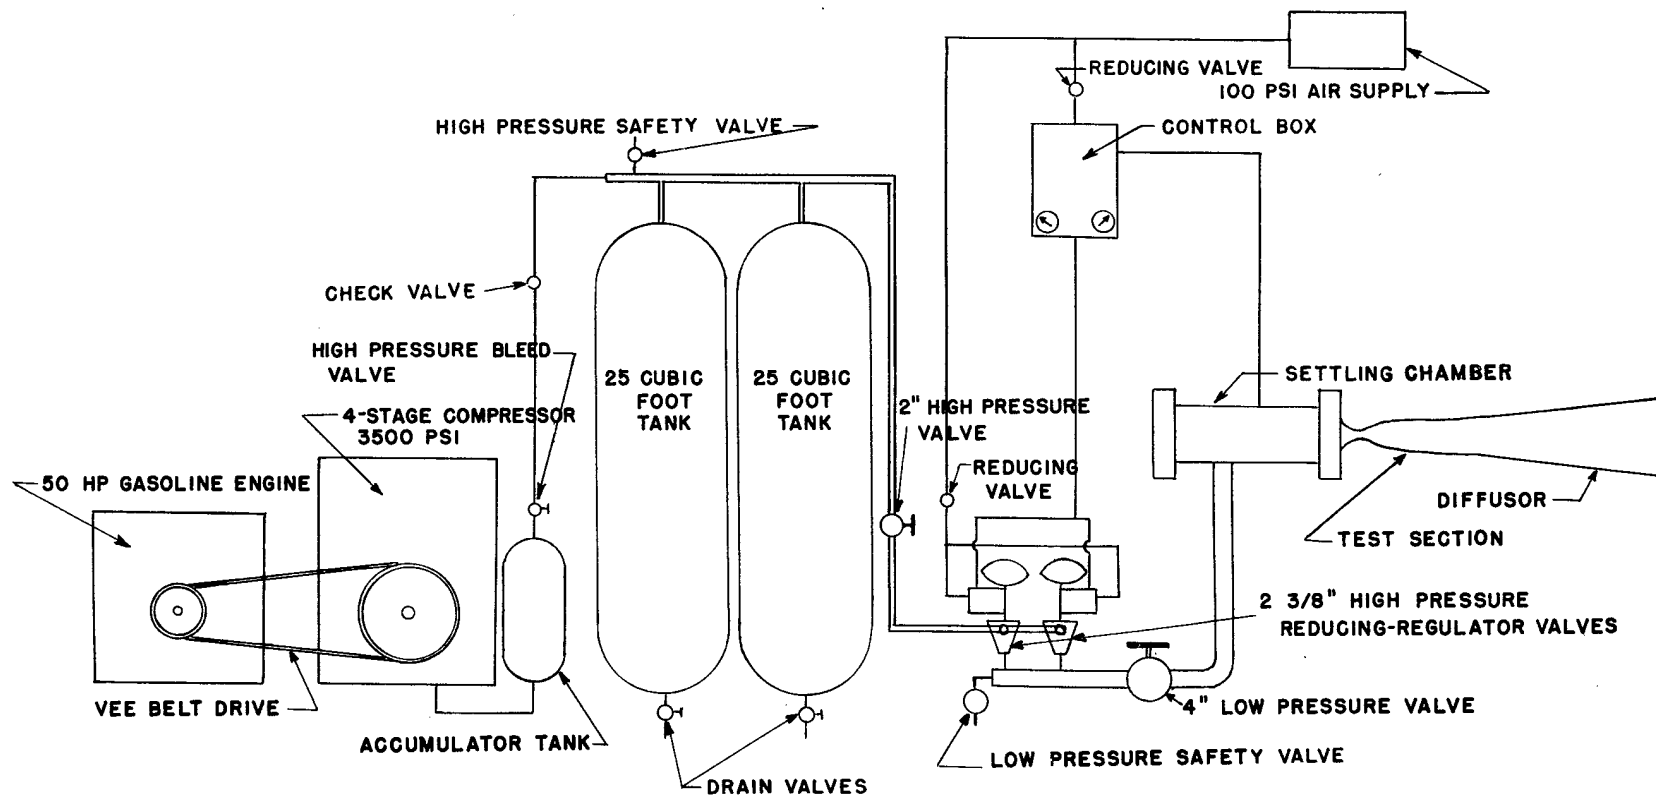 REDUCING VALVE
100 PSI AIR SUPPLY
HIGH PRESSURE SAFETY VALVE
CONTROL BOX
CHECK VALVE
HIGH PRESSURE BLEED
VALVE
4-STAGE COMPRESSOR
3500 PSI
50 HP GASOLINE ENGINE
25 CUBIC
FOOT
TANK
25 CUBIC
FOOT
TANK
2" HIGH PRESSURE
VALVE
REDUCING
VALVE
SETTLING CHAMBER
DIFFUSOR
TEST SECTION
2 3/8" HIGH PRESSURE
REDUCING-REGULATOR VALVES
VEE BELT DRIVE
ACCUMULATOR TANK
DRAIN VALVES
4" LOW PRESSURE VALVE
LOW PRESSURE SAFETY VALVE